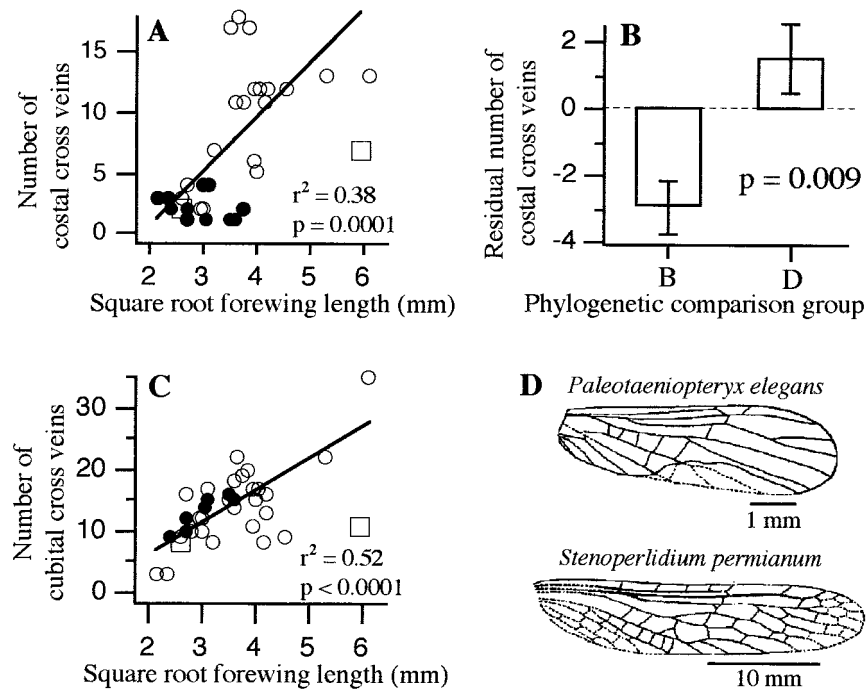 A
15
10
5
0
Number of
costal cross veins
r² = 0.38
p = 0.0001
2 3 4 5 6
Square root forewing length (mm)
B
2
0
-2
-4
Residual number of
costal cross veins
p = 0.009
B D
Phylogenetic comparison group
C
30
20
10
0
Number of
cubital cross veins
r² = 0.52
p < 0.0001
2 3 4 5 6
Square root forewing length (mm)
D
Paleotaeniopteryx elegans
1 mm
Stenoperlidium permianum
10 mm